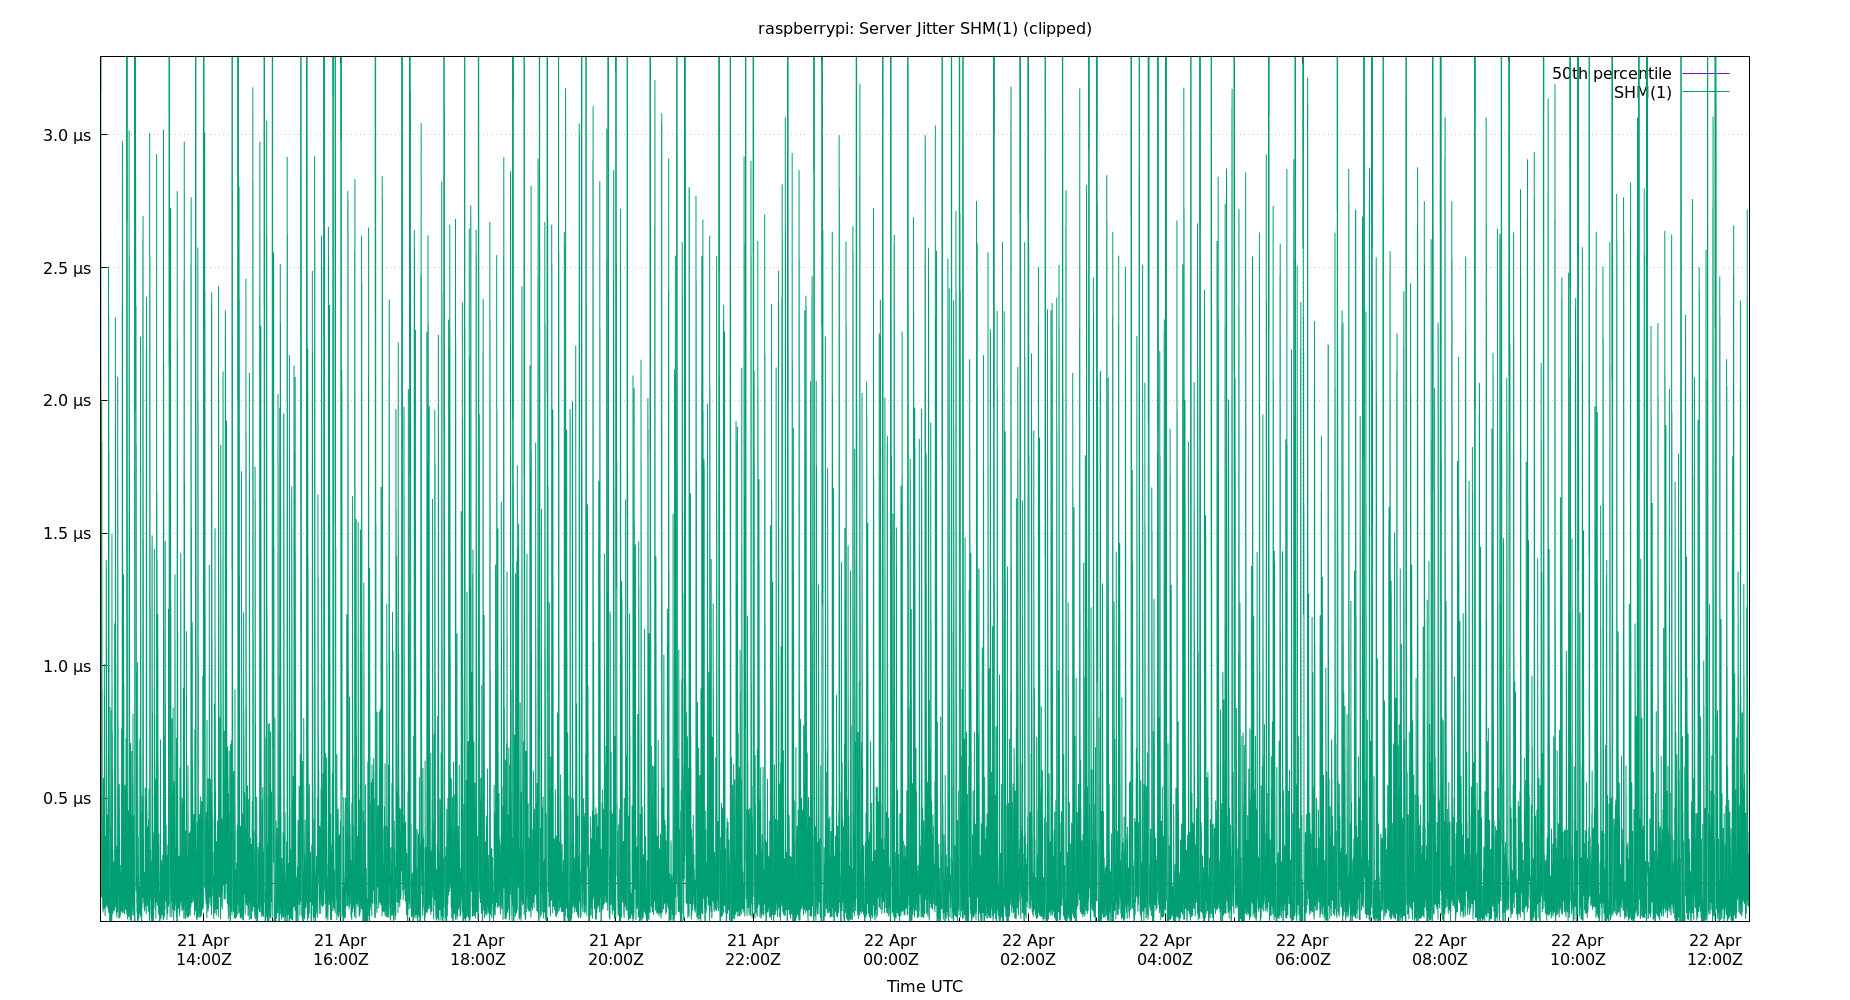 raspberrypi: Server Jitter SHM(1) (clipped)
50th percentile
SHM(1)
3.0 µs
2.5 µs
2.0 µs
1.5 µs
1.0 µs
0.5 µs
21 Apr 21 Apr 21 Apr 21 Apr 21 Apr 22 Apr 22 Apr 22 Apr 22 Apr 22 Apr 22 Apr 22 Apr
14:00Z 16:00Z 18:00Z 20:00Z 22:00Z 00:00Z 02:00Z 04:00Z 06:00Z 08:00Z 10:00Z 12:00Z
Time UTC